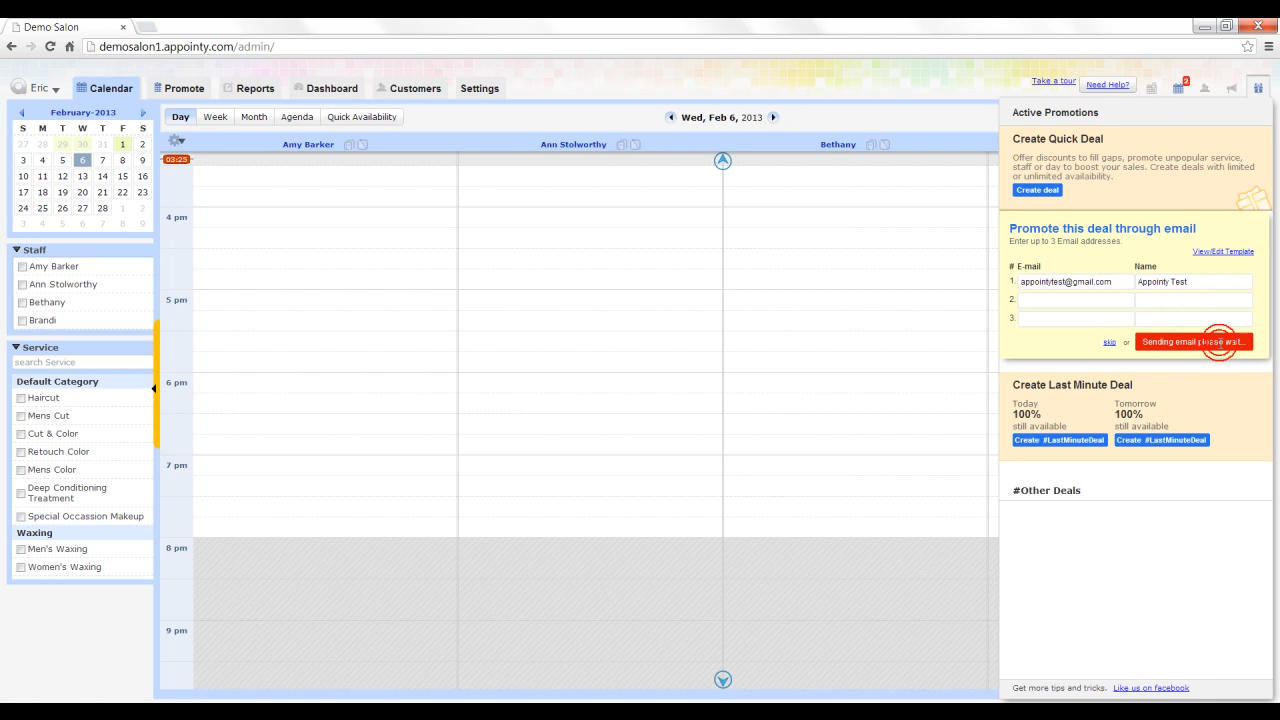 Demo Salon
demosalon1.appointy.com/admin/
Eric
Calendar
Promote
Reports
Dashboard
Customers
Settings
Take a tour
Need Help?
2
February-2013
S M T W T F S
27 28 29 30 31 1 2
3 4 5 6 7 8 9
10 11 12 13 14 15 16
17 18 19 20 21 22 23
24 25 26 27 28 1 2
3 4 5 6 7 8 9
Staff
Amy Barker
Ann Stolworthy
Bethany
Brandi
Service
search Service
Default Category
Haircut
Mens Cut
Cut & Color
Retouch Color
Mens Color
Deep Conditioning
Treatment
Special Occassion Makeup
Waxing
Men's Waxing
Women's Waxing
Day
Week
Month
Agenda
Quick Availability
Wed, Feb 6, 2013
Amy Barker
Ann Stolworthy
Bethany
03:25
4 pm
5 pm
6 pm
7 pm
8 pm
9 pm
Active Promotions
Create Quick Deal
Offer discounts to fill gaps, promote unpopular service,
staff or day to boost your sales. Create deals with limited
or unlimited availability.
Create deal
Promote this deal through email
Enter up to 3 Email addresses.
View/Edit Template
# E-mail Name
1. appointytest@gmail.com Appointy Test
2.
3.
skip or Sending email please wait...
Create Last Minute Deal
Today Tomorrow
100% 100%
still available still available
Create #LastMinuteDeal Create #LastMinuteDeal
#Other Deals
Get more tips and tricks. Like us on facebook